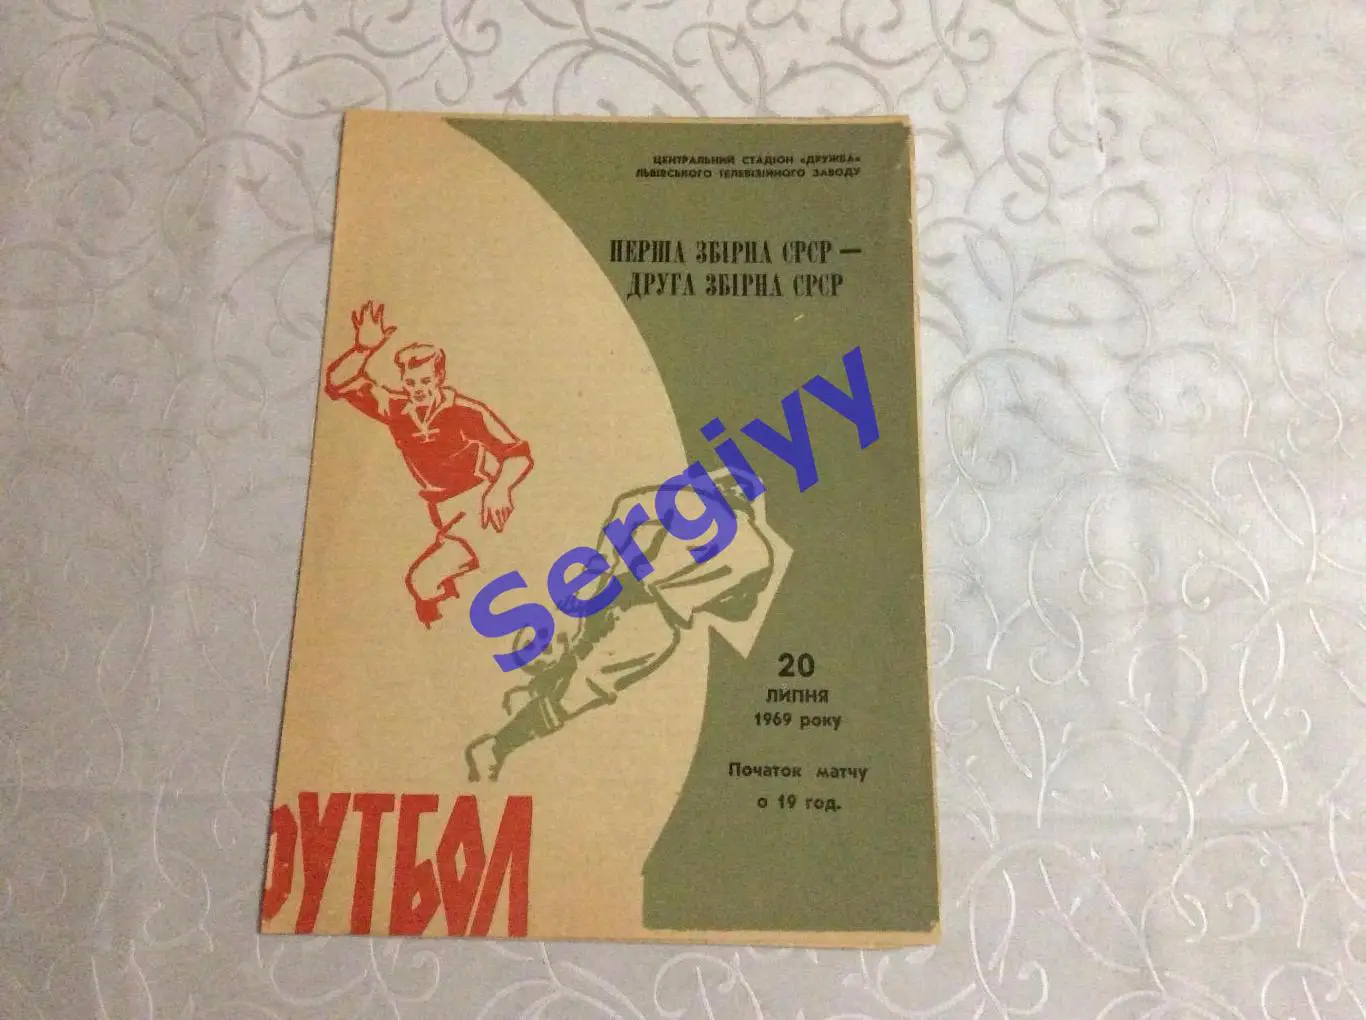 ЦЕНТРАЛЬНИЙ СТАДІОН «ДРУЖБА»
ЛЬВІВСЬКОГО ТЕЛЕВІЗІЙНОГО ЗАВОДУ
ПЕРША ЗБІРНА СРСР —
ДРУГА ЗБІРНА СРСР
Sergiyy
20
ЛИПНЯ
1969 року
Початок матчу
о 19 год.
ФУТБОЛ